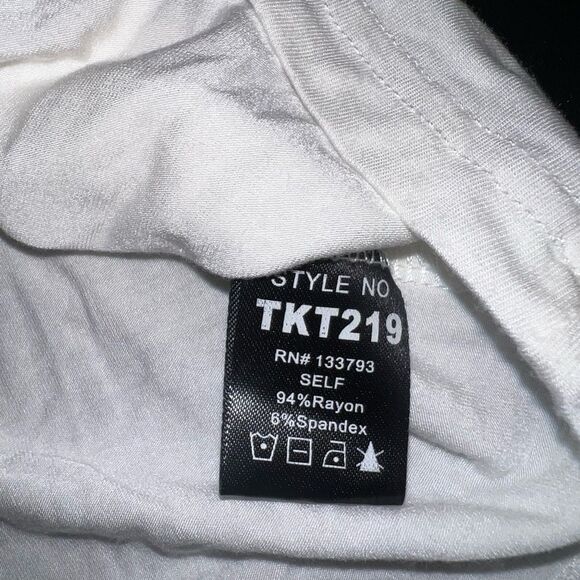 STYLE NO
TKT219
RN# 133793
SELF
94%Rayon
6%Spandex